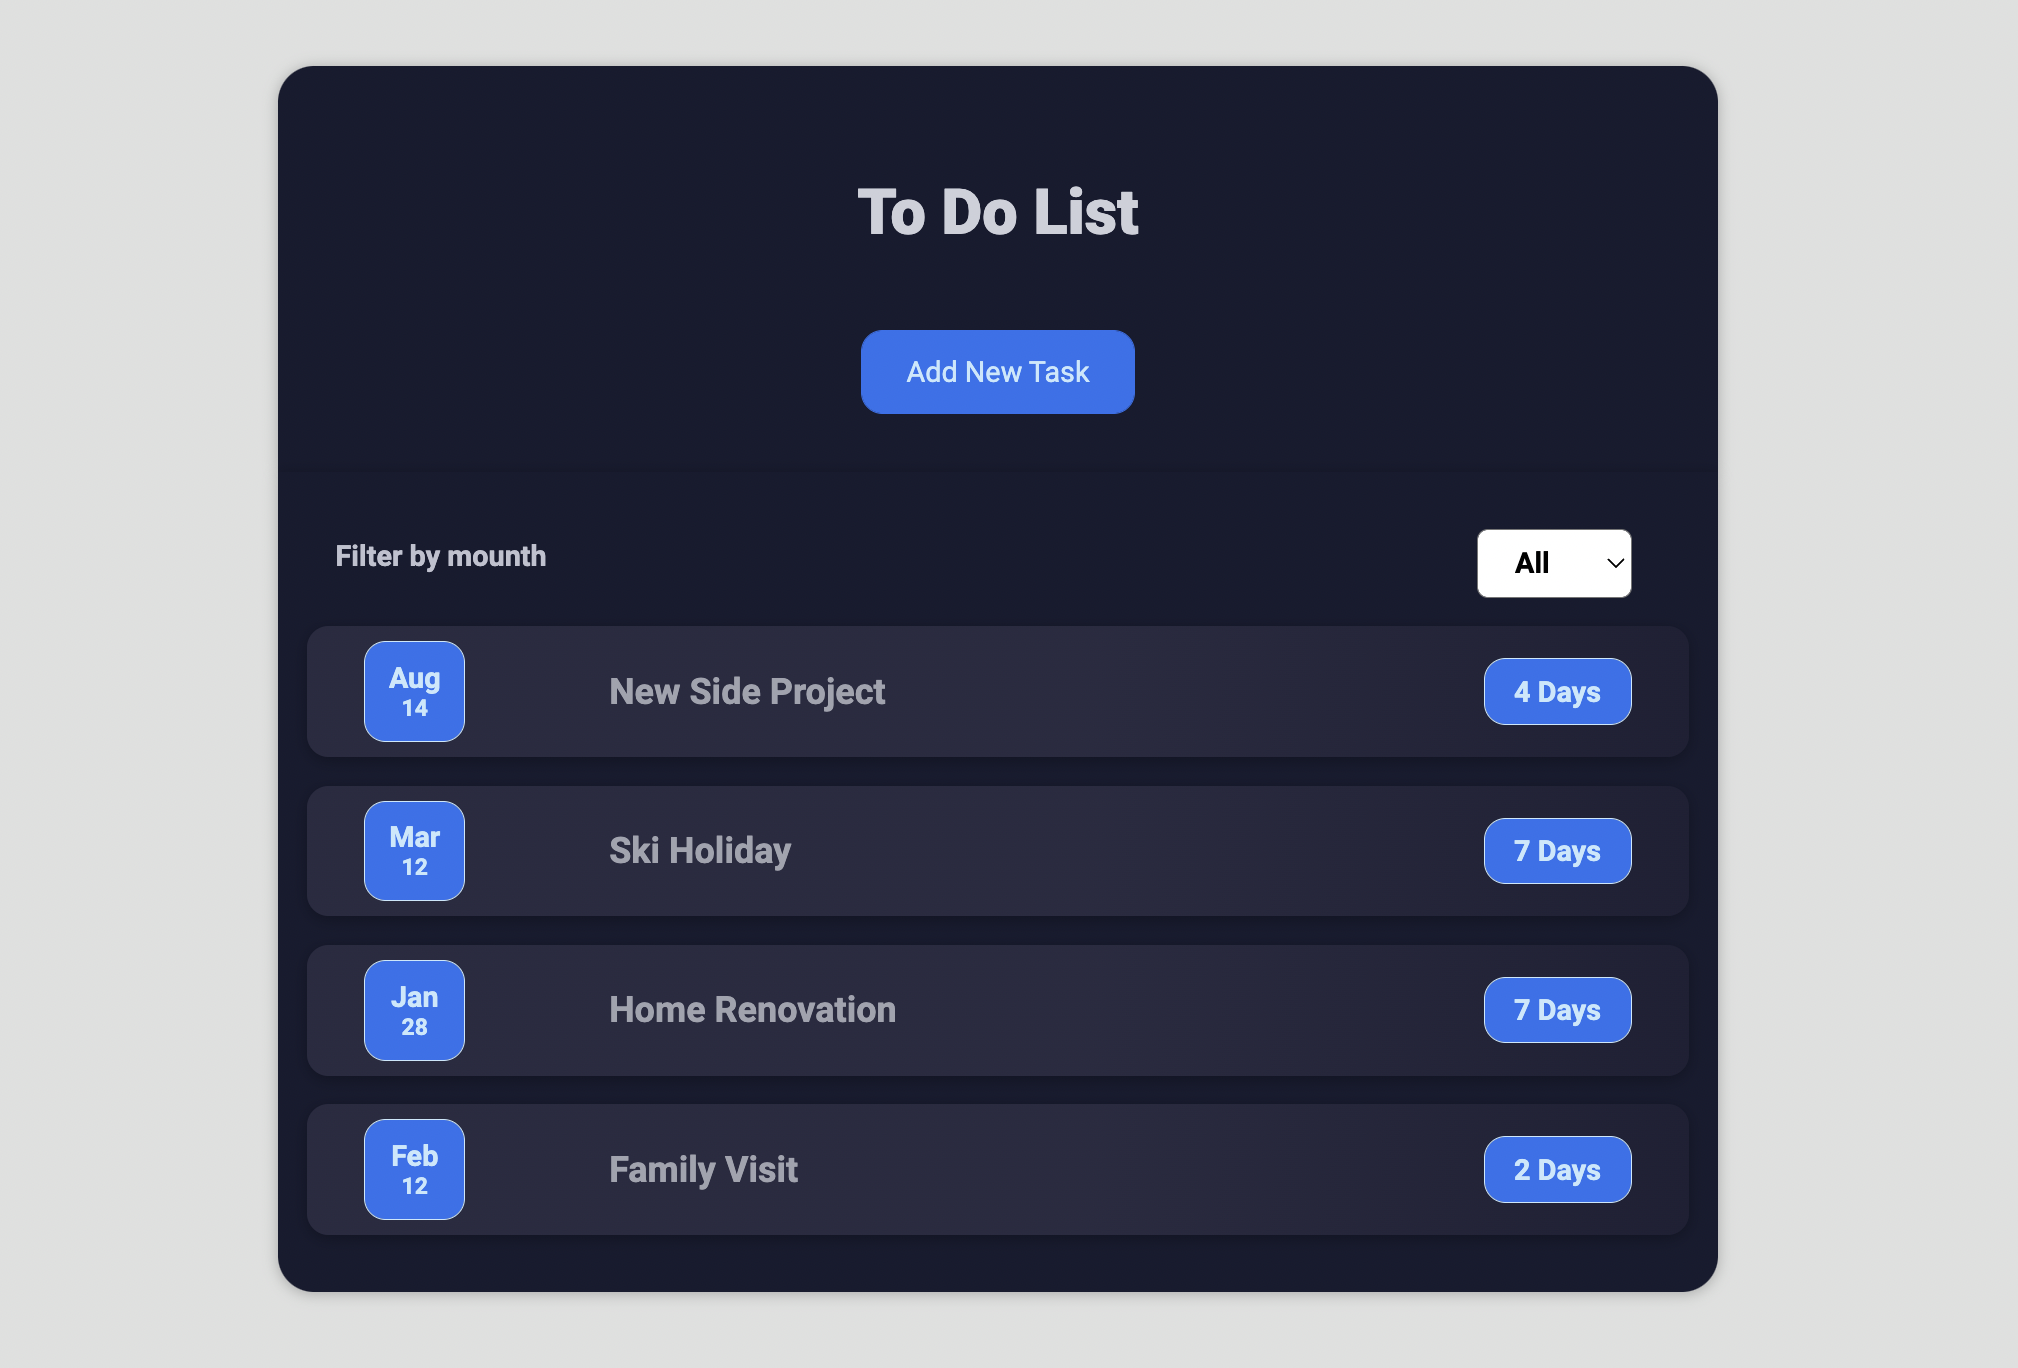 To Do List
Add New Task
Filter by mounth
All
Aug
14
New Side Project
4 Days
Mar
12
Ski Holiday
7 Days
Jan
28
Home Renovation
7 Days
Feb
12
Family Visit
2 Days